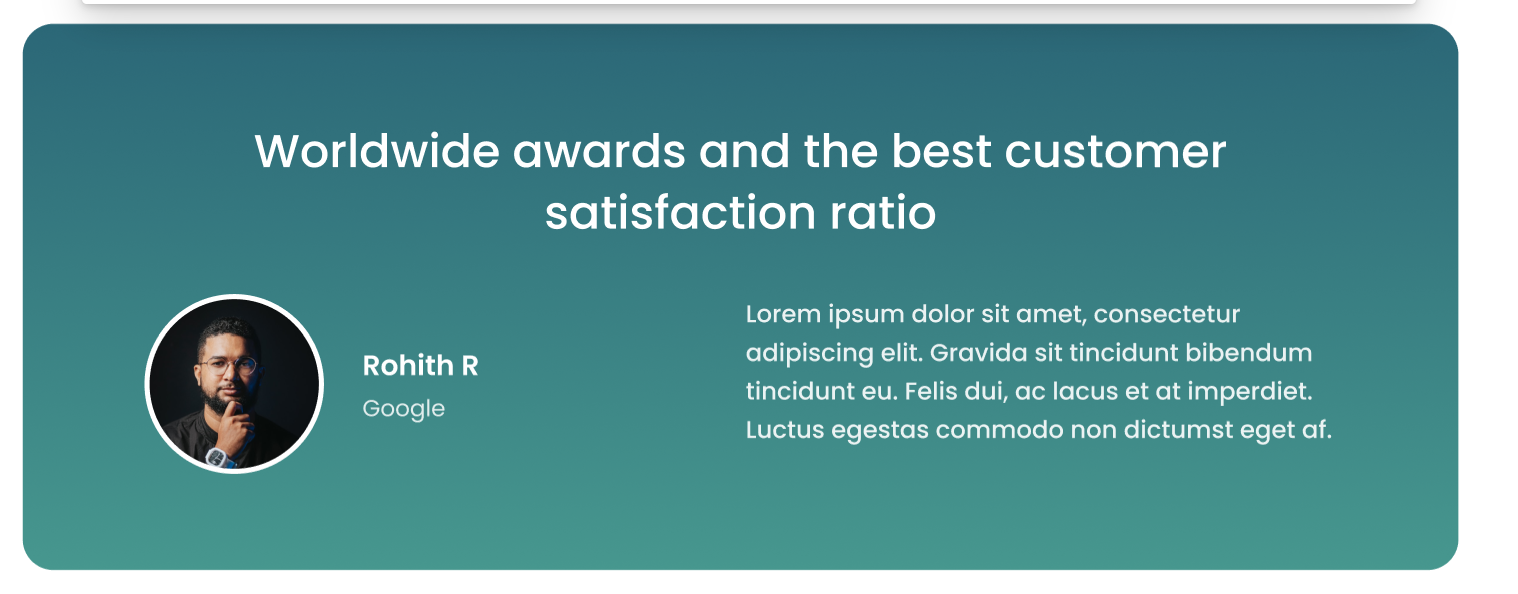 Worldwide awards and the best customer
satisfaction ratio
Rohith R
Google
Lorem ipsum dolor sit amet, consectetur
adipiscing elit. Gravida sit tincidunt bibendum
tincidunt eu. Felis dui, ac lacus et at imperdiet.
Luctus egestas commodo non dictumst eget af.